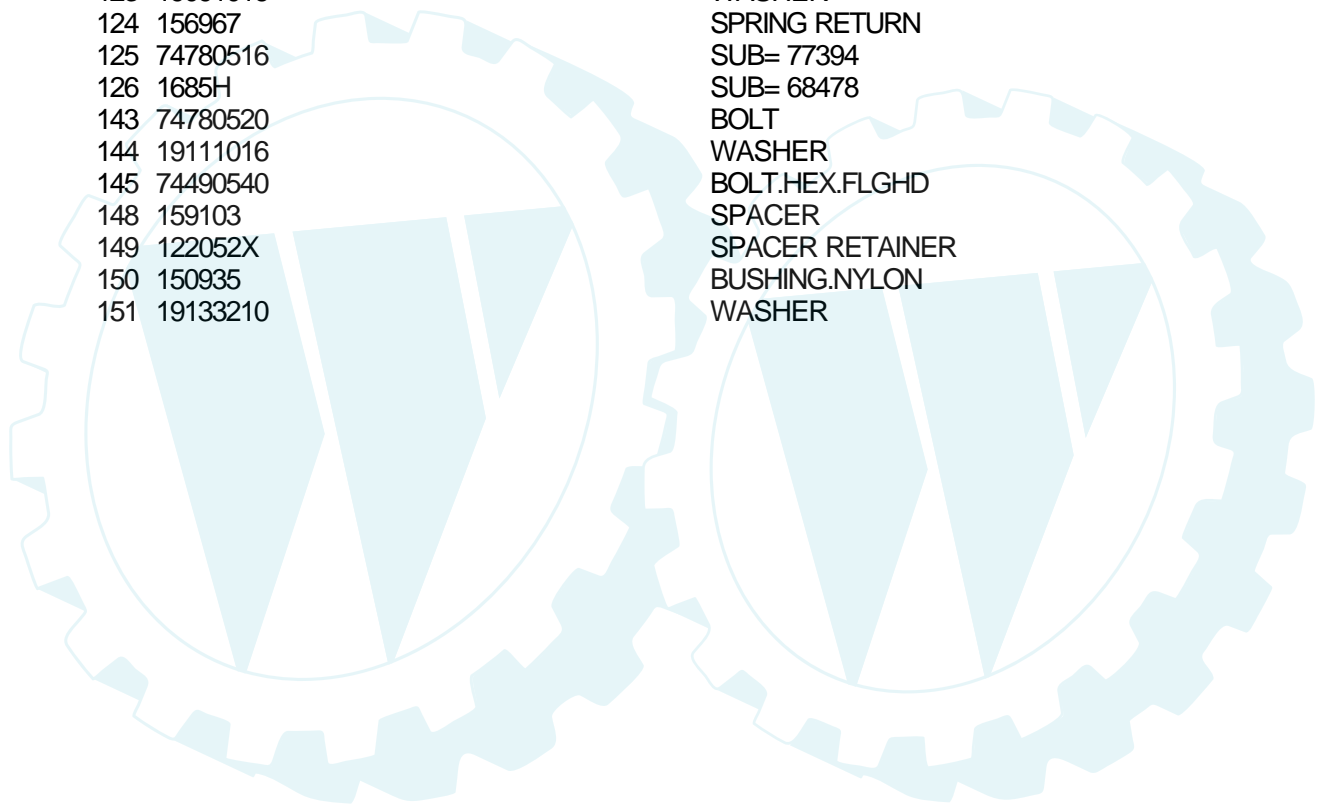 124 156967 SPRING RETURN
125 74780516 SUB= 77394
126 1685H SUB= 68478
143 74780520 BOLT
144 19111016 WASHER
145 74490540 BOLT.HEX.FLGHD
148 159103 SPACER
149 122052X SPACER RETAINER
150 150935 BUSHING.NYLON
151 19133210 WASHER